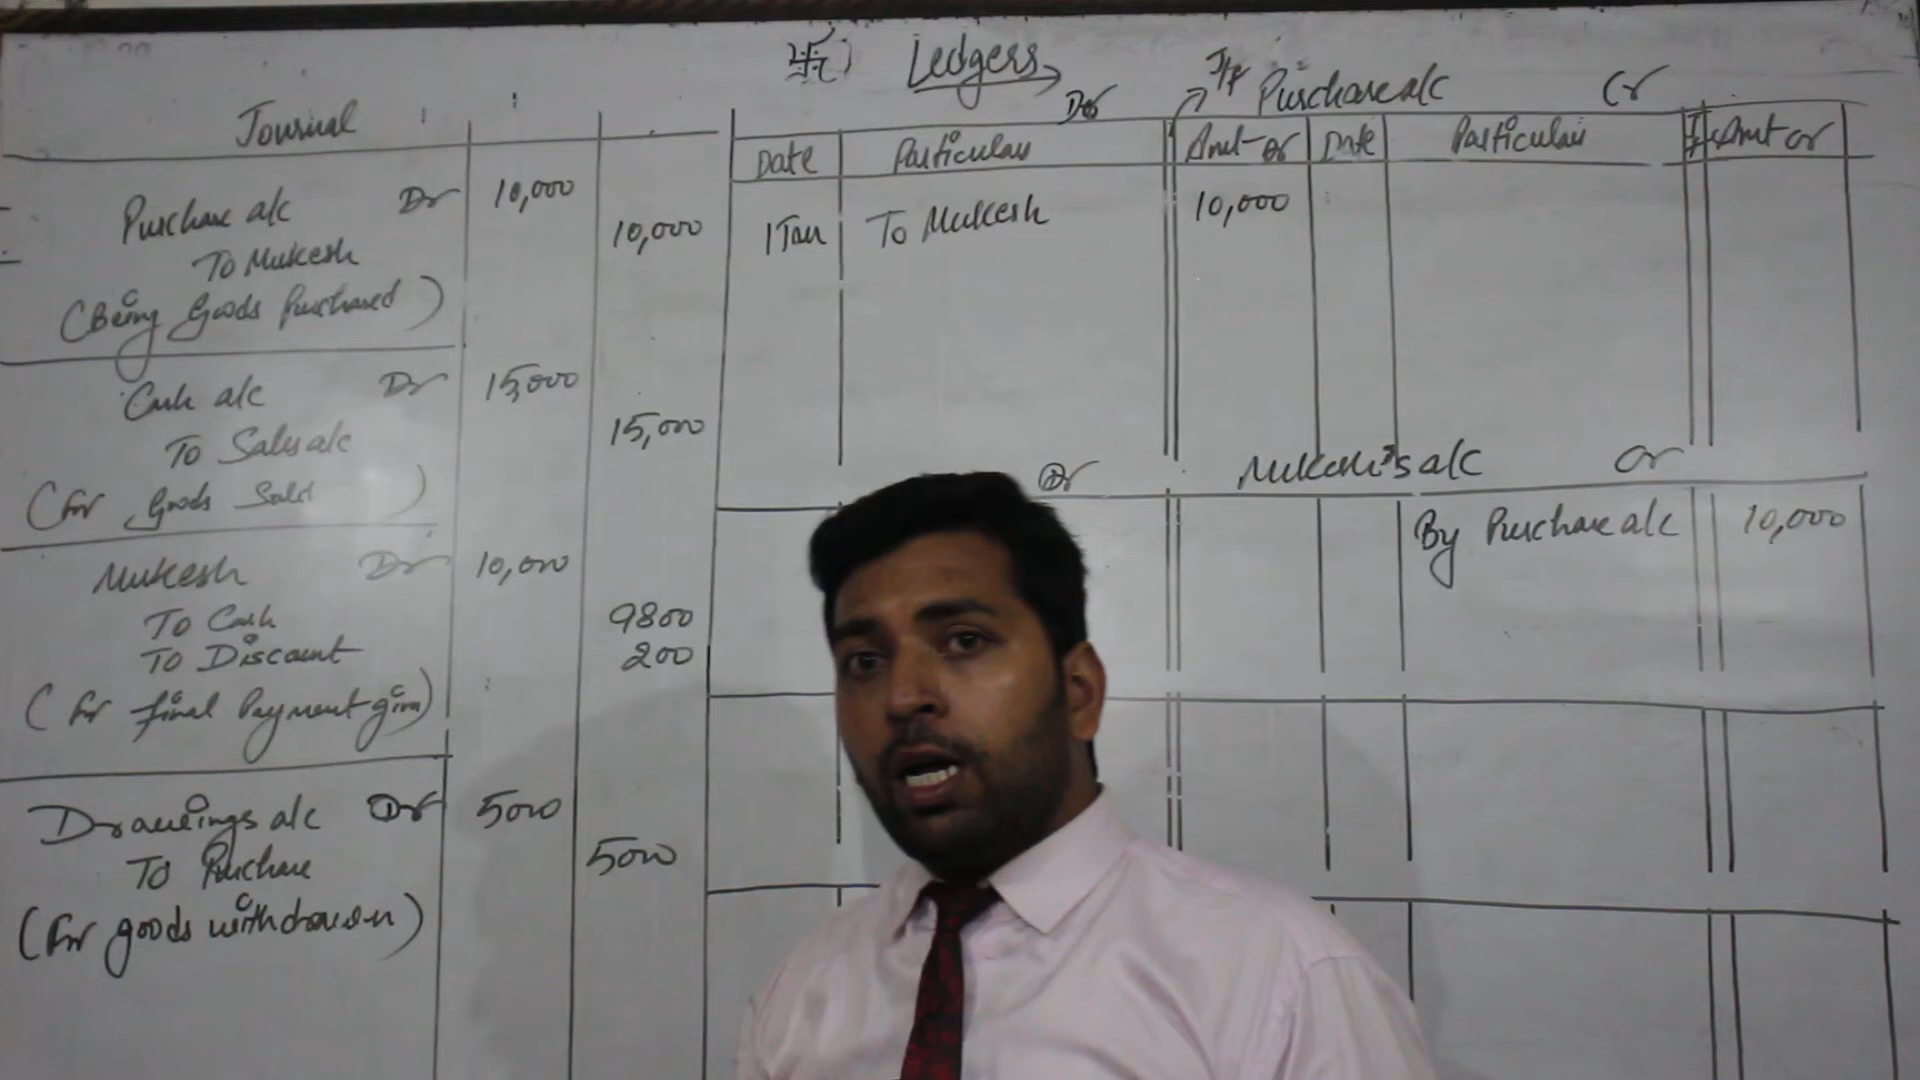 Ledgers
Journal
Purchase a/c Dr 10,000
To Mukesh 10,000
(Being Goods Purchased)
Cash a/c Dr 15,000
To Sales a/c 15,000
(For Goods Sold)
Mukesh Dr 10,000
To Cash 9800
To Discount 200
(For final Payment given)
Drawings a/c Dr 5000
To Purchase 5000
(For goods withdrawn)
Dr Purchase a/c Cr
Date Particulars Amt Date Particulars Amt
1 Jan To Mukesh 10,000
Dr Mukesh's a/c Cr
By Purchase a/c 10,000